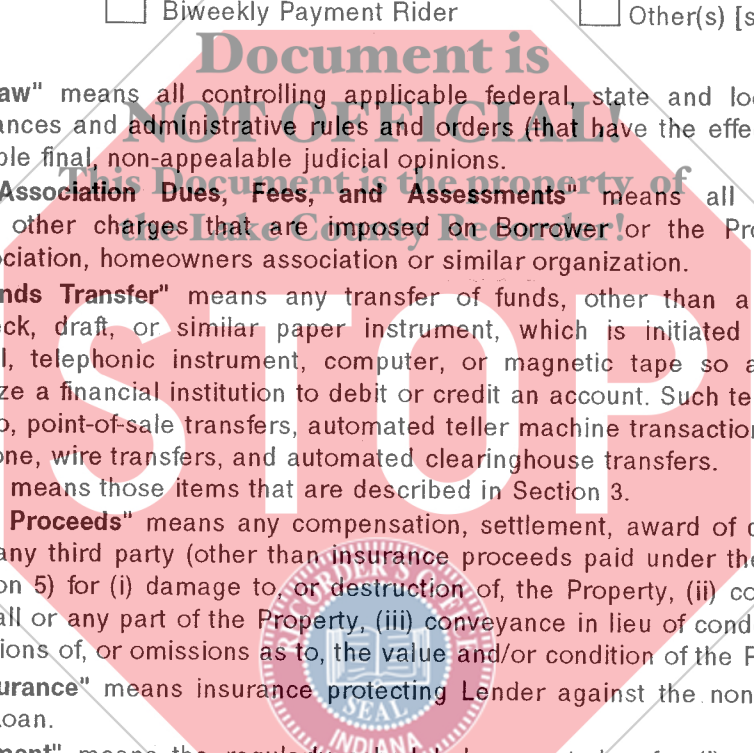 Biweekly Payment Rider Other(s) [s
Document is
aw" means all controlling applicable federal, state and lo
ances and administrative rules and orders (that have the effe
NOT OFFICIAL!
ble final, non-appealable judicial opinions.
This Document is the property of
Association Dues, Fees, and Assessments" means all
the Lake County Recorder!
other charges that are imposed on Borrower or the Pro
ciation, homeowners association or similar organization.
nds Transfer" means any transfer of funds, other than a
eck, draft, or similar paper instrument, which is initiated
l, telephonic instrument, computer, or magnetic tape so a
ze a financial institution to debit or credit an account. Such te
o, point-of-sale transfers, automated teller machine transaction
one, wire transfers, and automated clearinghouse transfers.
STOP
means those items that are described in Section 3.
Proceeds" means any compensation, settlement, award of d
any third party (other than insurance proceeds paid under the
on 5) for (i) damage to, or destruction of, the Property, (ii) co
all or any part of the Property, (iii) conveyance in lieu of cond
ions of, or omissions as to, the value and/or condition of the P
urance" means insurance protecting Lender against the non
Loan.
RECORDER'S OFFICE
SEAL
INDIANA